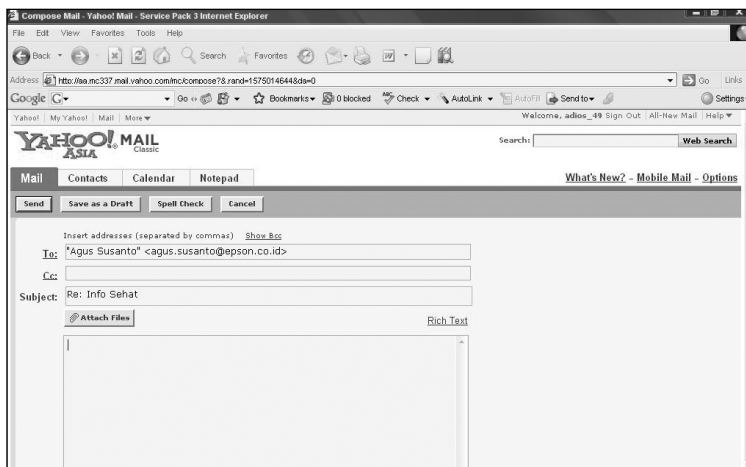 Compose Mail - Yahoo! Mail - Service Pack 3 Internet Explorer
File Edit View Favorites Tools Help
Back Search Favorites
Address http://aa.mc337.mail.yahoo.com/mc/compose?&.rand=1575014644&da=0 Go Links
Google G Go Bookmarks 0 blocked ABC Check AutoLink AutoFill Send to Settings
Yahoo! My Yahoo! Mail More Welcome, adios_49 Sign Out All-New Mail Help
YAHOO! ASIA MAIL Classic Search: Web Search
Mail Contacts Calendar Notepad What's New? - Mobile Mail - Options
Send Save as a Draft Spell Check Cancel
Insert addresses (separated by commas) Show Bcc
To: "Agus Susanto" <agus.susanto@epson.co.id>
Cc:
Subject: Re: Info Sehat
Attach Files Rich Text